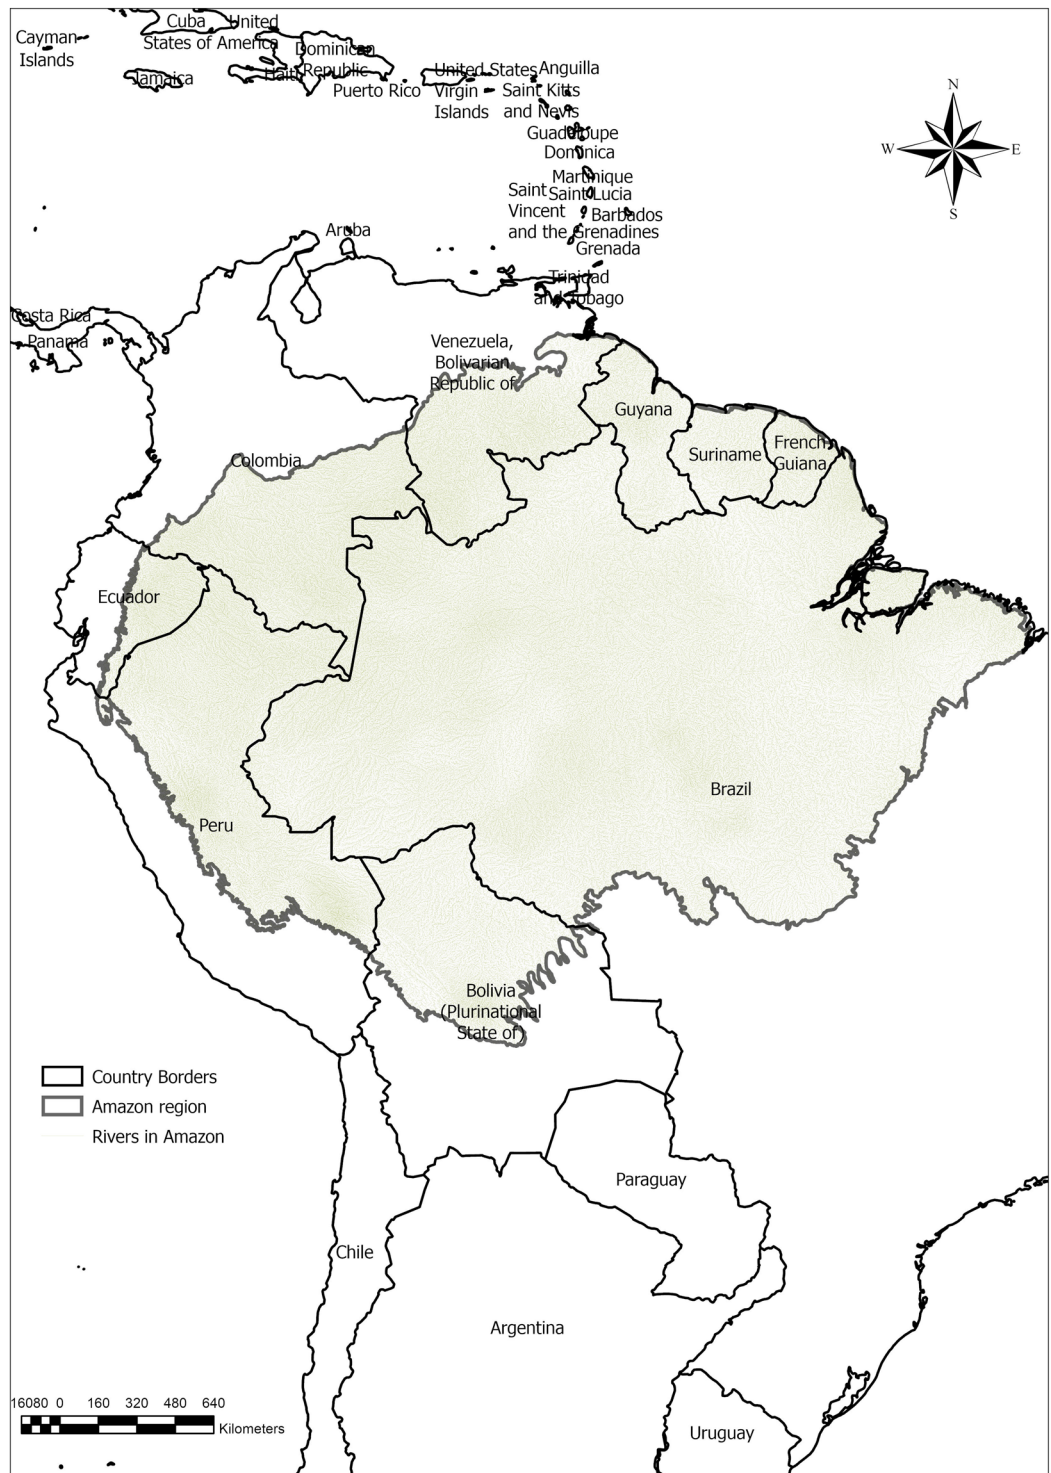 Cuba
United
States of America
Cayman
Islands
Dominican
Republic
Haiti
Jamaica
Puerto Rico
United States
Virgin
Islands
Anguilla
Saint Kitts
and Nevis
Guadeloupe
Dominica
Martinique
Saint Lucia
Saint
Vincent
and the Grenadines
Barbados
Grenada
Aruba
Trinidad
and Tobago
Costa Rica
Panama
Venezuela,
Bolivarian
Republic of
Guyana
Suriname
French
Guiana
Colombia
Ecuador
Brazil
Peru
Bolivia
(Plurinational
State of)
Paraguay
Chile
Argentina
Uruguay
N
W
E
S
Country Borders
Amazon region
Rivers in Amazon
16080 0 160 320 480 640
Kilometers